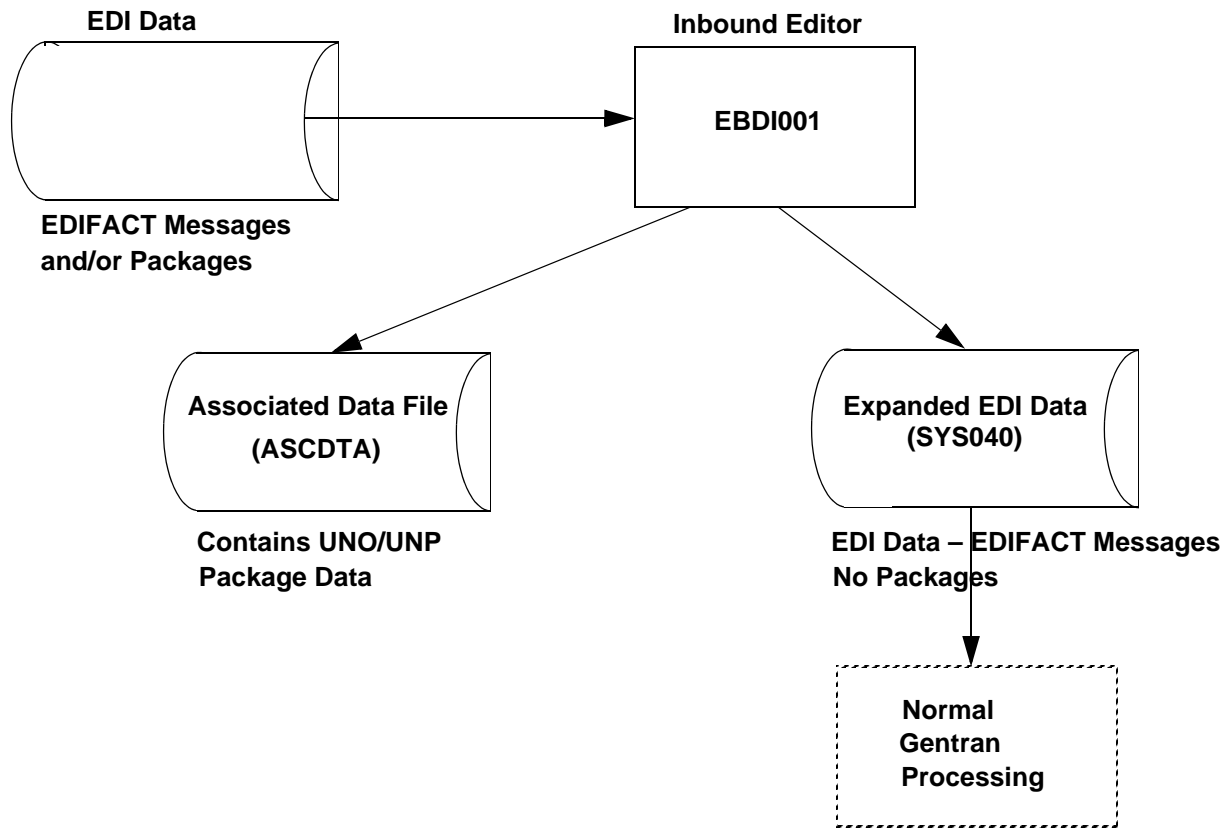 EDI Data
Inbound Editor
EBDI001
EDIFACT Messages
and/or Packages
Associated Data File
(ASCDTA)
Expanded EDI Data
(SYS040)
Contains UNO/UNP
Package Data
EDI Data – EDIFACT Messages
No Packages
Normal
Gentran
Processing